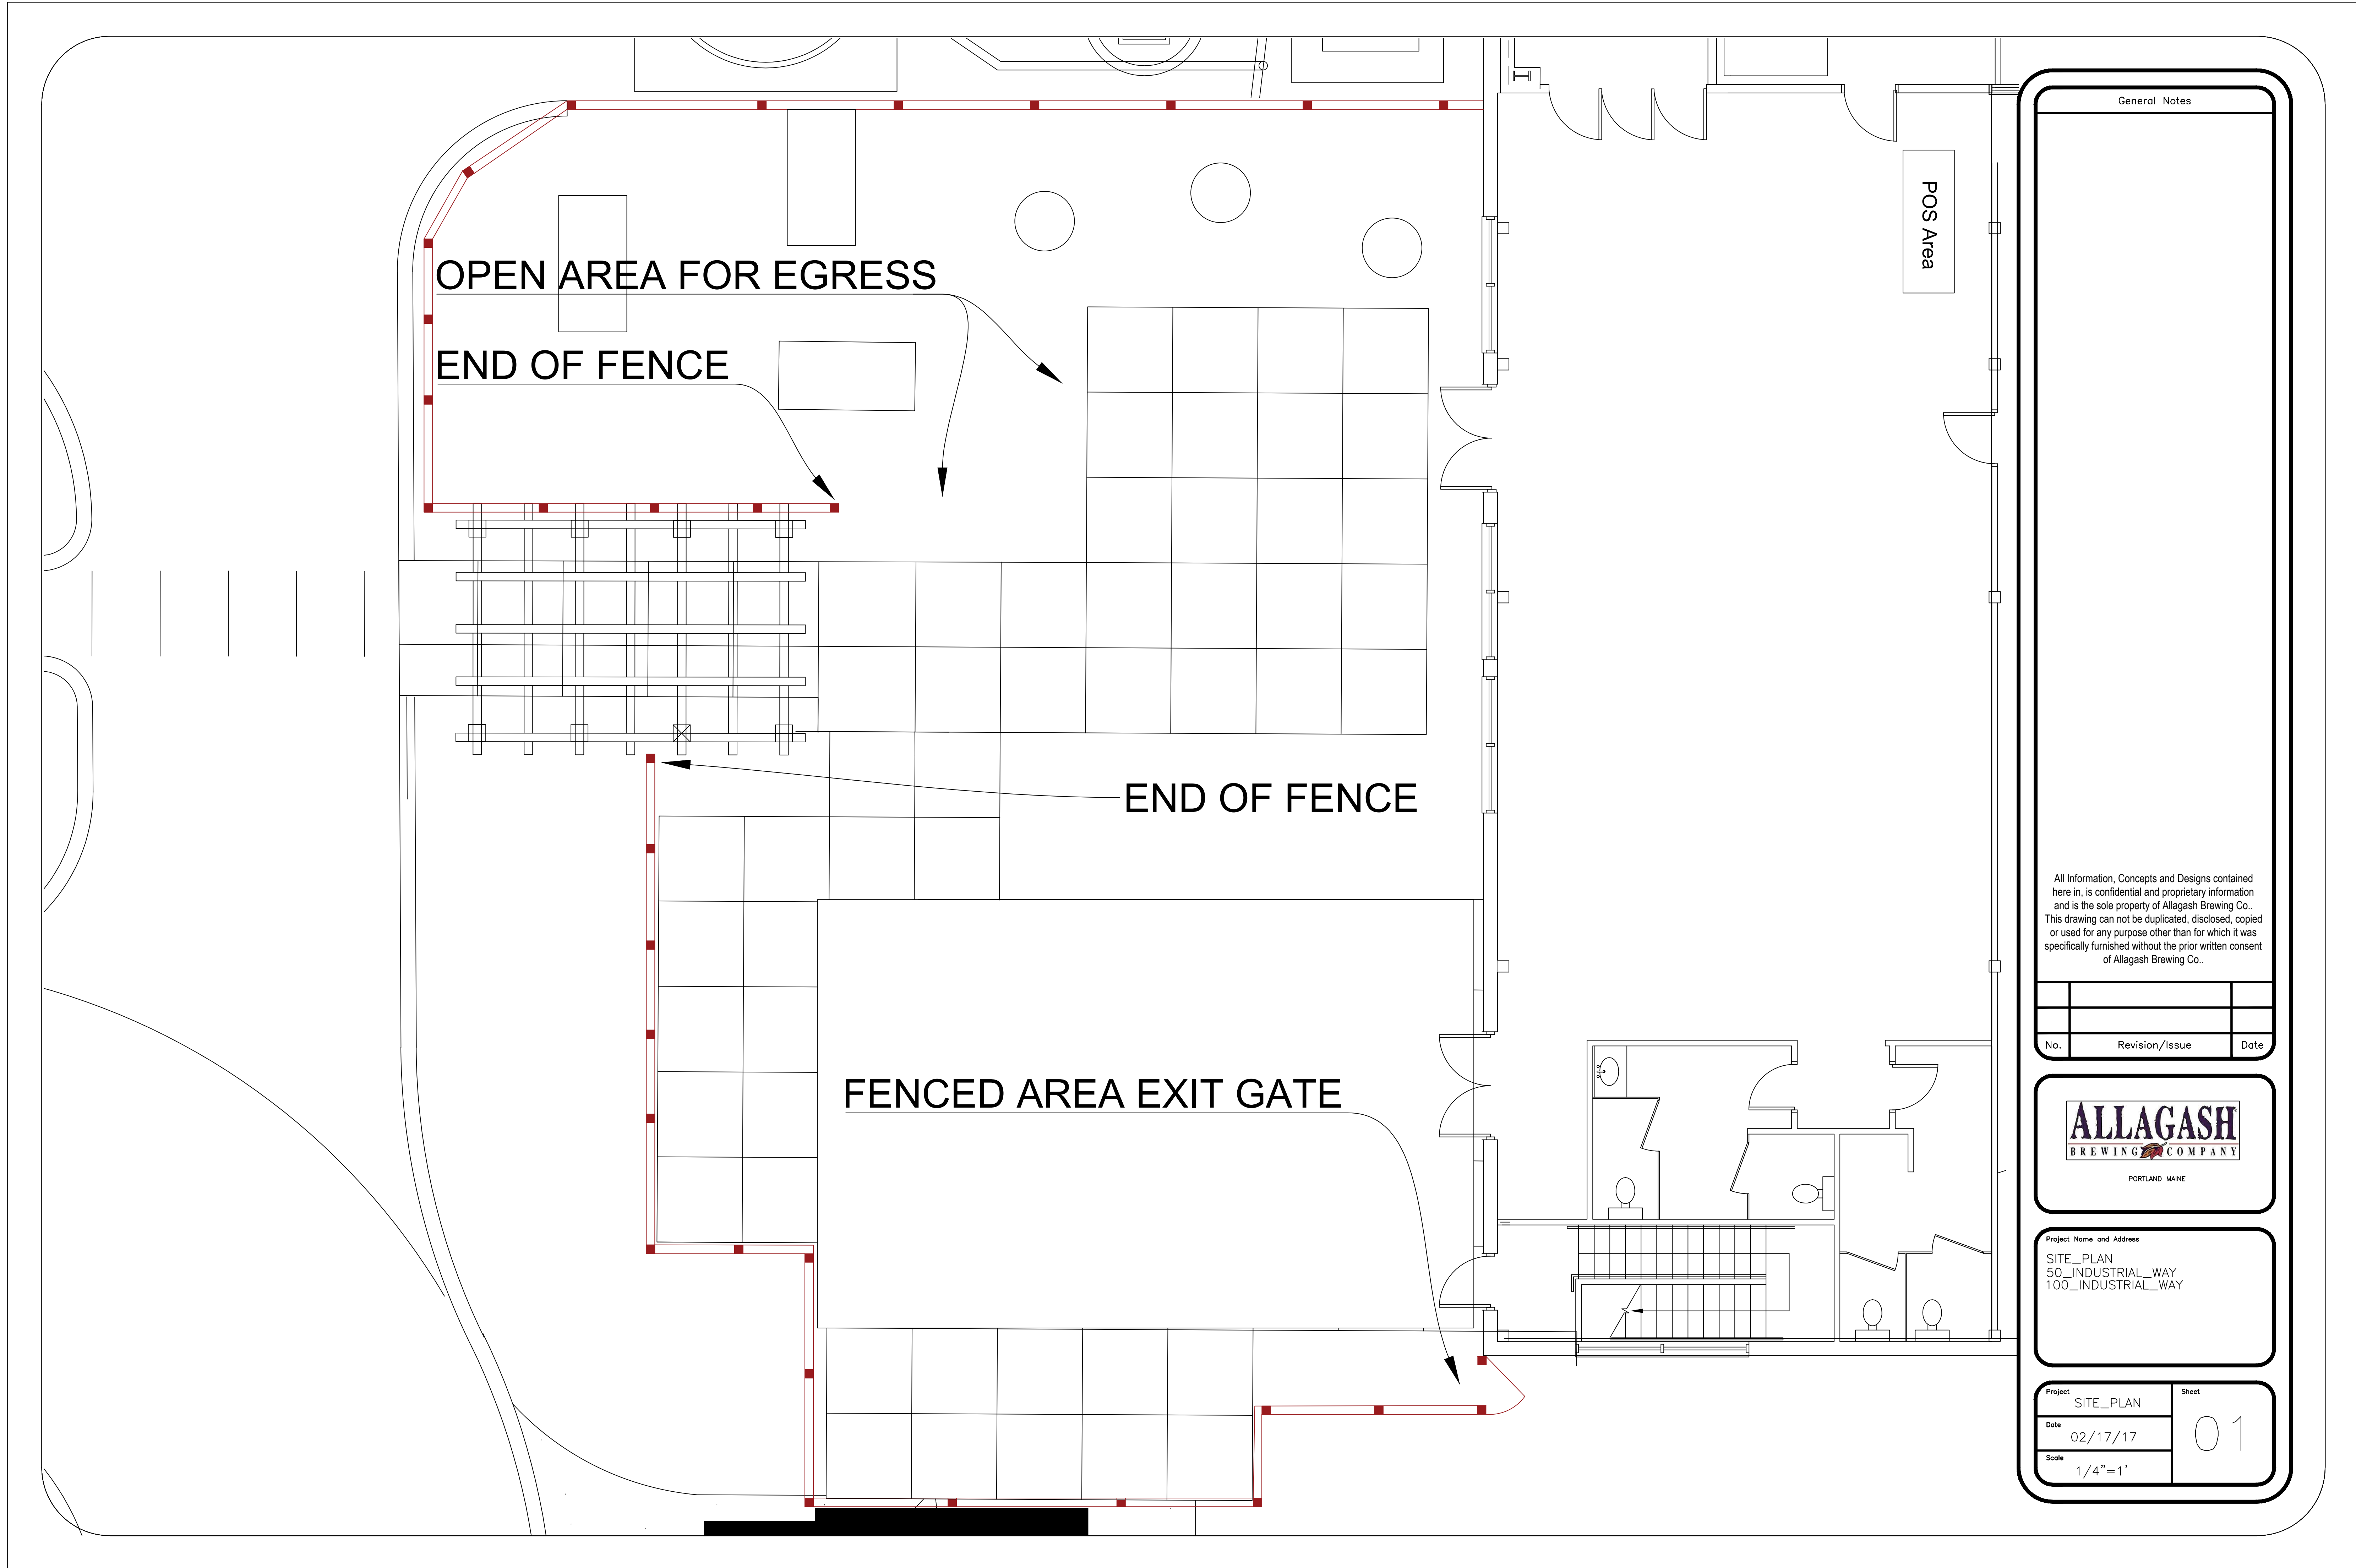 OPEN AREA FOR EGRESS
END OF FENCE
END OF FENCE
FENCED AREA EXIT GATE
POS Area
General Notes
All Information, Concepts and Designs contained
here in, is confidential and proprietary information
and is the sole property of Allagash Brewing Co..
This drawing can not be duplicated, disclosed, copied
or used for any purpose other than for which it was
specifically furnished without the prior written consent
of Allagash Brewing Co..
No. Revision/Issue Date
ALLAGASH
BREWING COMPANY
PORTLAND MAINE
Project Name and Address
SITE_PLAN
50_INDUSTRIAL_WAY
100_INDUSTRIAL_WAY
Project Sheet
SITE_PLAN
01
Date
02/17/17
Scale
1/4"=1'